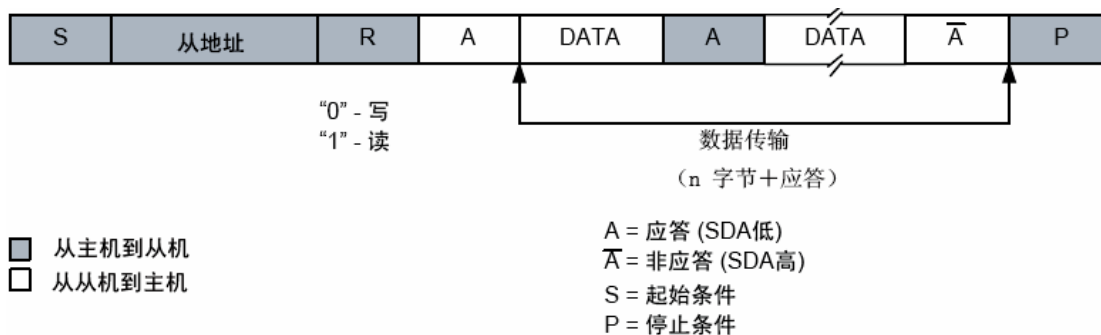 S 从地址 R A DATA A DATA A̅ P
“0” - 写
“1” - 读
数据传输
（n 字节＋应答）
从主机到从机
从从机到主机
A = 应答 (SDA低)
A̅ = 非应答 (SDA高)
S = 起始条件
P = 停止条件